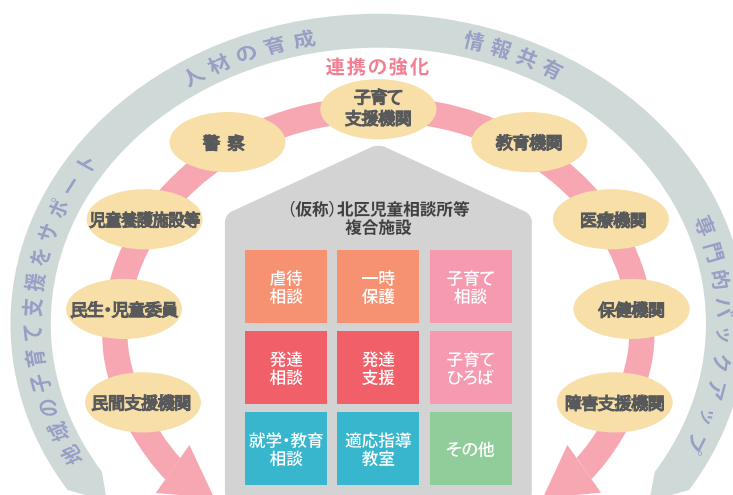 人材の育成
情報共有
地域の子育て支援をサポート
専門的バックアップ
連携の強化
子育て
支援機関
警察
教育機関
児童養護施設等
医療機関
民生・児童委員
保健機関
民間支援機関
障害支援機関
（仮称）北区児童相談所等
複合施設
虐待
相談
一時
保護
子育て
相談
発達
相談
発達
支援
子育て
ひろば
就学・教育
相談
適応指導
教室
その他